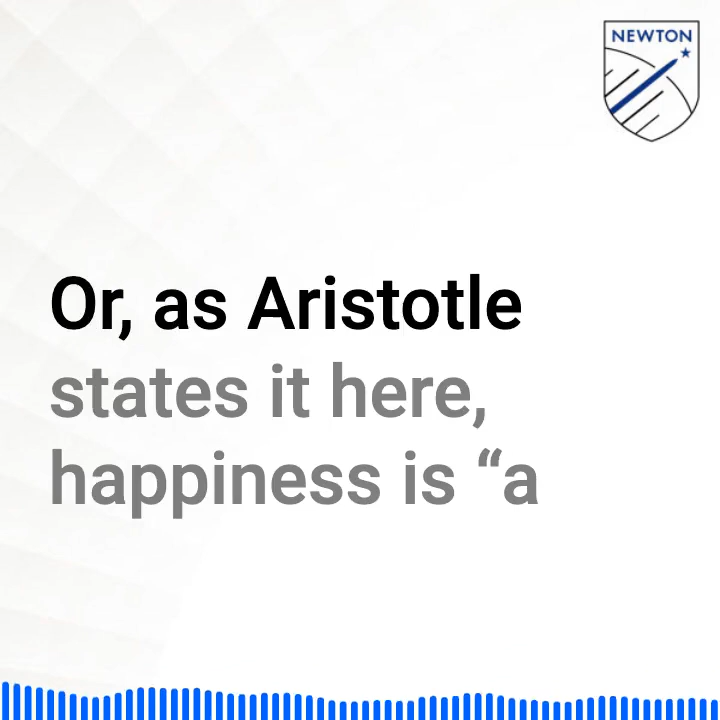 NEWTON
Or, as Aristotle
states it here,
happiness is “a